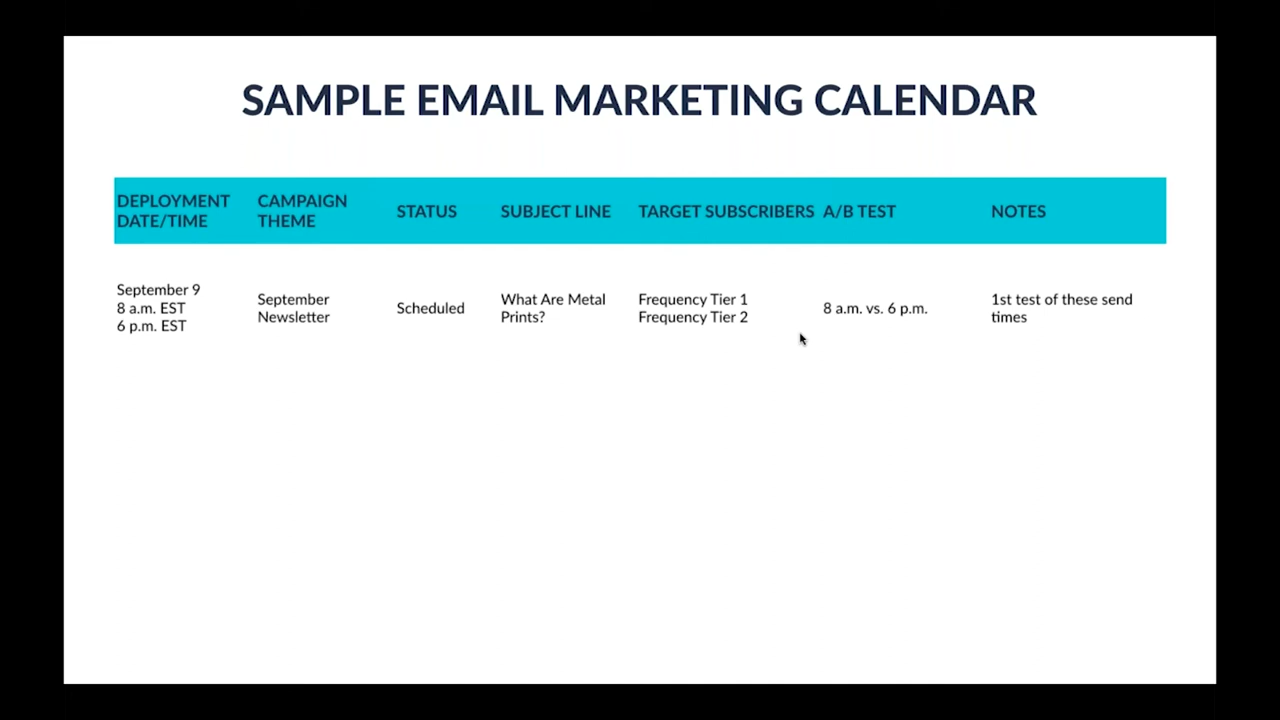 SAMPLE EMAIL MARKETING CALENDAR
DEPLOYMENT
DATE/TIME
CAMPAIGN
THEME
STATUS
SUBJECT LINE
TARGET SUBSCRIBERS
A/B TEST
NOTES
September 9
8 a.m. EST
6 p.m. EST
September
Newsletter
Scheduled
What Are Metal
Prints?
Frequency Tier 1
Frequency Tier 2
8 a.m. vs. 6 p.m.
1st test of these send
times